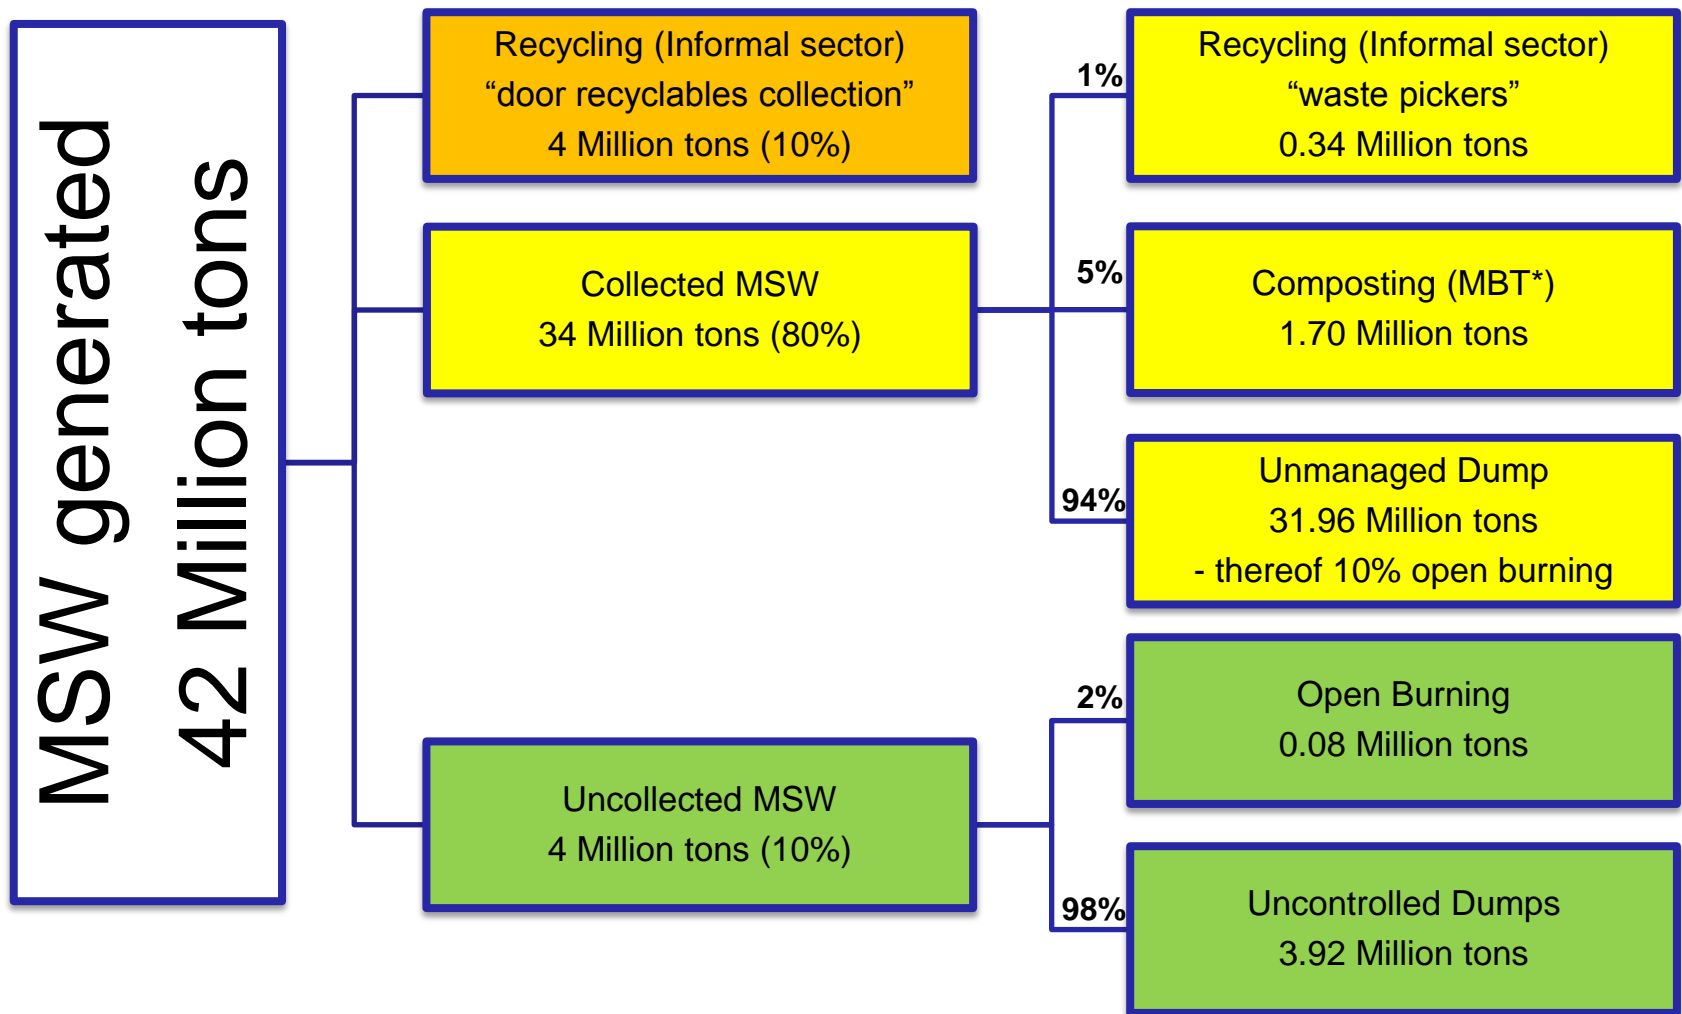 MSW generated
42 Million tons
Recycling (Informal sector)
“door recyclables collection”
4 Million tons (10%)
Collected MSW
34 Million tons (80%)
Uncollected MSW
4 Million tons (10%)
1%
Recycling (Informal sector)
“waste pickers”
0.34 Million tons
5%
Composting (MBT*)
1.70 Million tons
94%
Unmanaged Dump
31.96 Million tons
- thereof 10% open burning
2%
Open Burning
0.08 Million tons
98%
Uncontrolled Dumps
3.92 Million tons